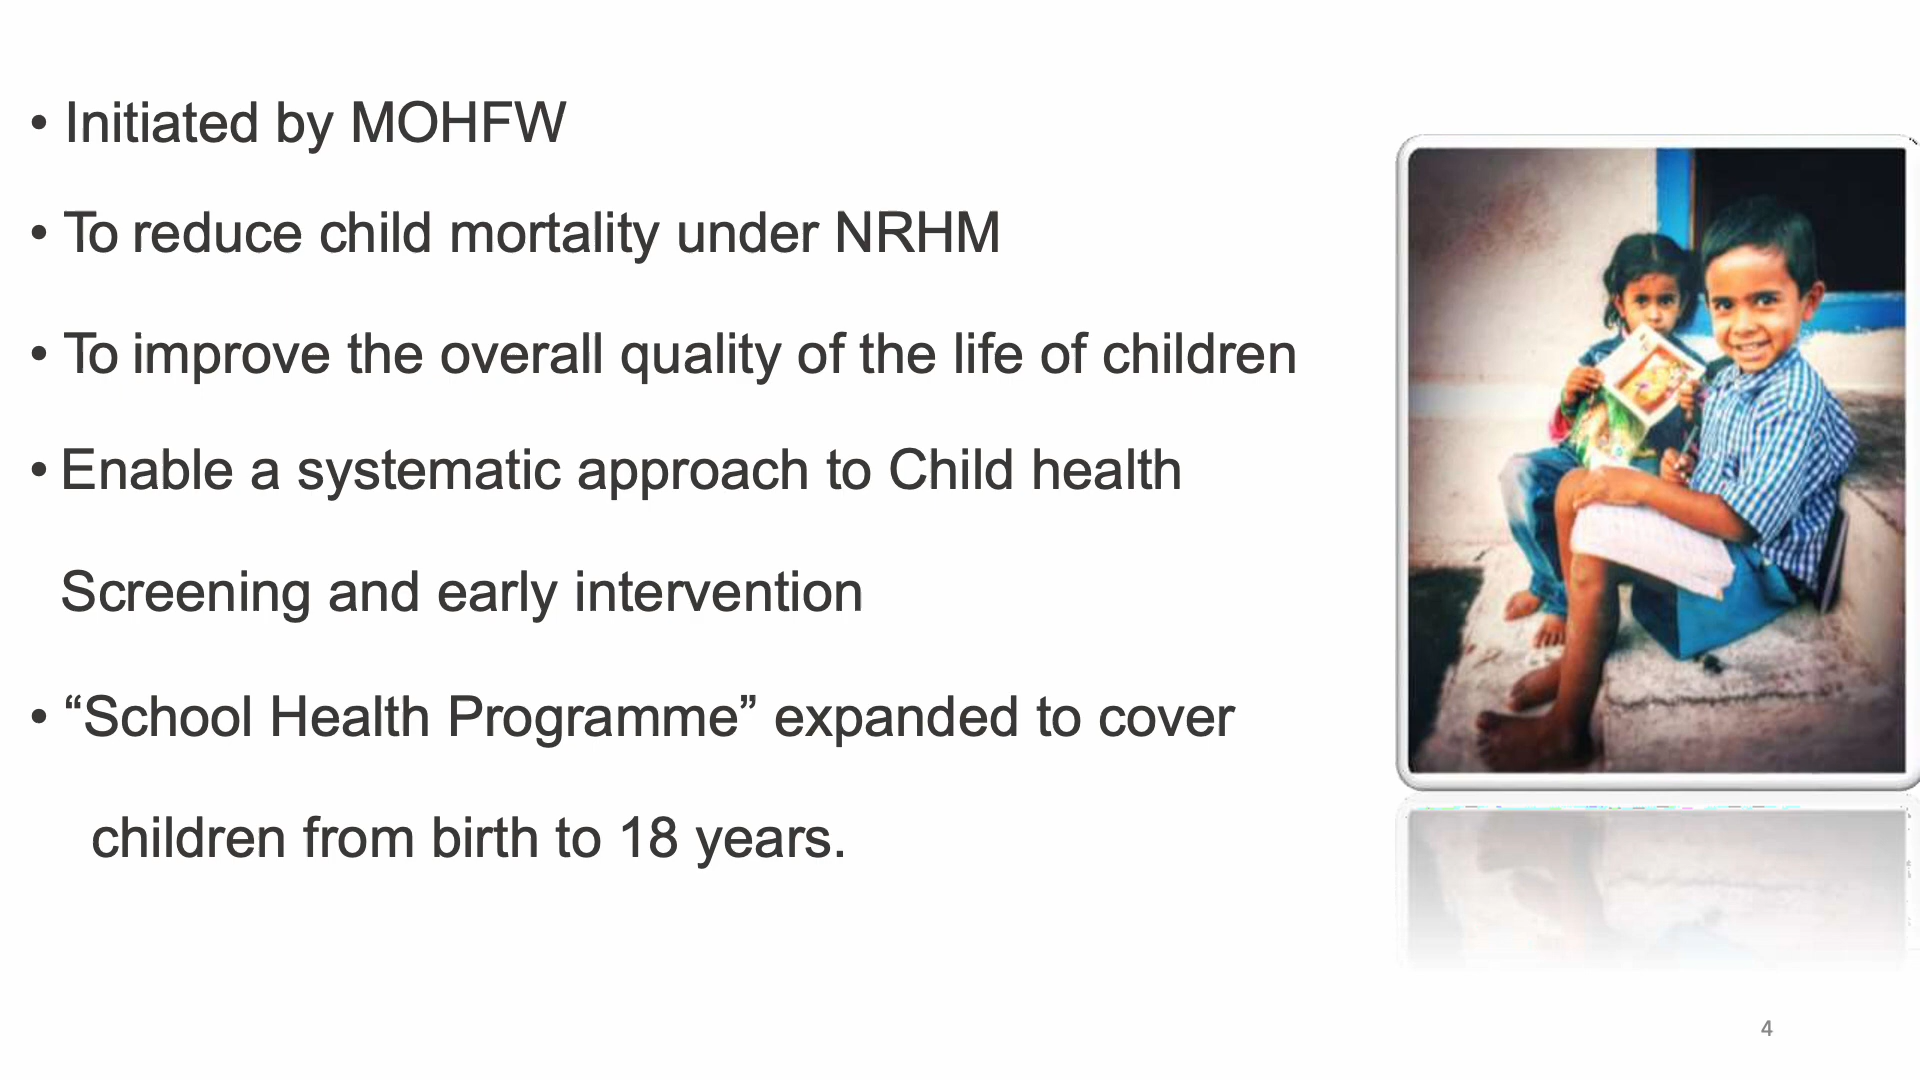 • Initiated by MOHFW
• To reduce child mortality under NRHM
• To improve the overall quality of the life of children
• Enable a systematic approach to Child health
Screening and early intervention
• “School Health Programme” expanded to cover
children from birth to 18 years.
4